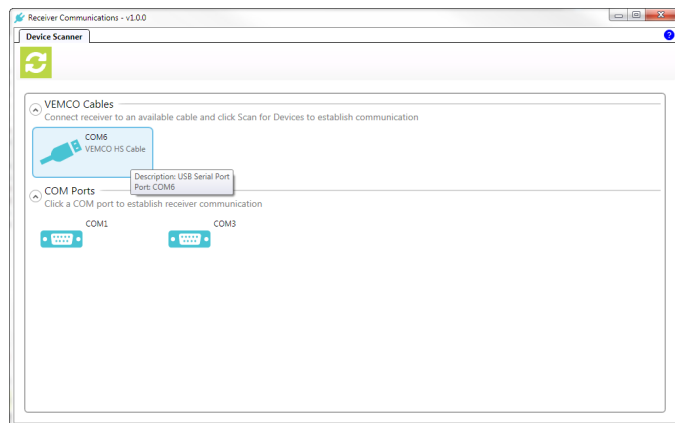 Receiver Communications - v1.0.0
Device Scanner
?
VEMCO Cables
Connect receiver to an available cable and click Scan for Devices to establish communication
COM6
VEMCO HS Cable
Description: USB Serial Port
Port: COM6
COM Ports
Click a COM port to establish receiver communication
COM1
COM3